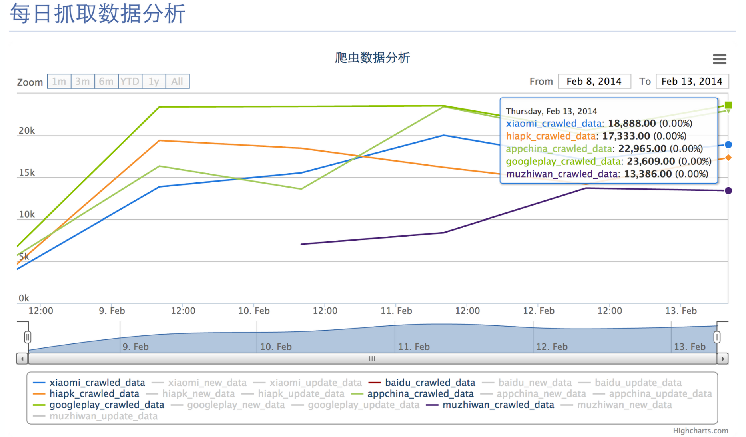 每日抓取数据分析
爬虫数据分析
Zoom 1m 3m 6m YTD 1y All From Feb 8, 2014 To Feb 13, 2014
Thursday, Feb 13, 2014
xiaomi_crawled_data: 18,888.00 (0.00%)
hiapk_crawled_data: 17,333.00 (0.00%)
appchina_crawled_data: 22,965.00 (0.00%)
googleplay_crawled_data: 23,609.00 (0.00%)
muzhiwan_crawled_data: 13,386.00 (0.00%)
20k
15k
10k
5k
0k
12:00 9. Feb 12:00 10. Feb 12:00 11. Feb 12:00 12. Feb 12:00 13. Feb
9. Feb 10. Feb 11. Feb 12. Feb 13. Feb
xiaomi_crawled_data xiaomi_new_data xiaomi_update_data baidu_crawled_data baidu_new_data baidu_update_data
hiapk_crawled_data hiapk_new_data hiapk_update_data appchina_crawled_data appchina_new_data appchina_update_data
googleplay_crawled_data googleplay_new_data googleplay_update_data muzhiwan_crawled_data muzhiwan_new_data
muzhiwan_update_data
Highcharts.com